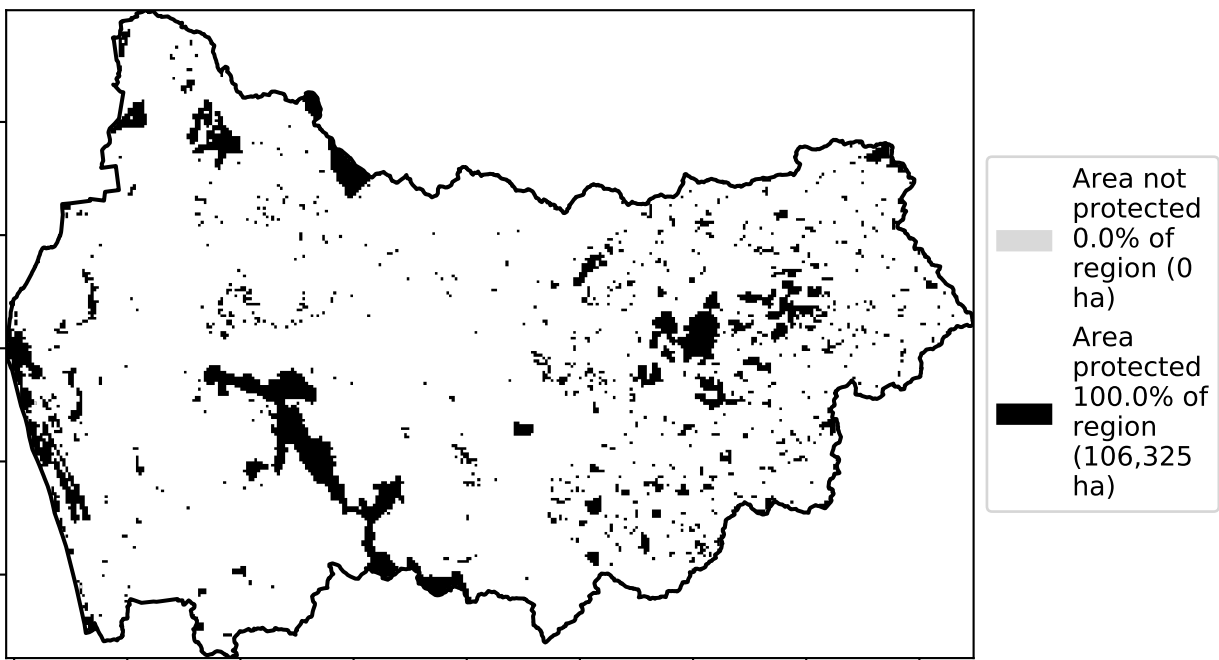 Area not
protected
0.0% of
region (0
ha)
Area
protected
100.0% of
region
(106,325
ha)